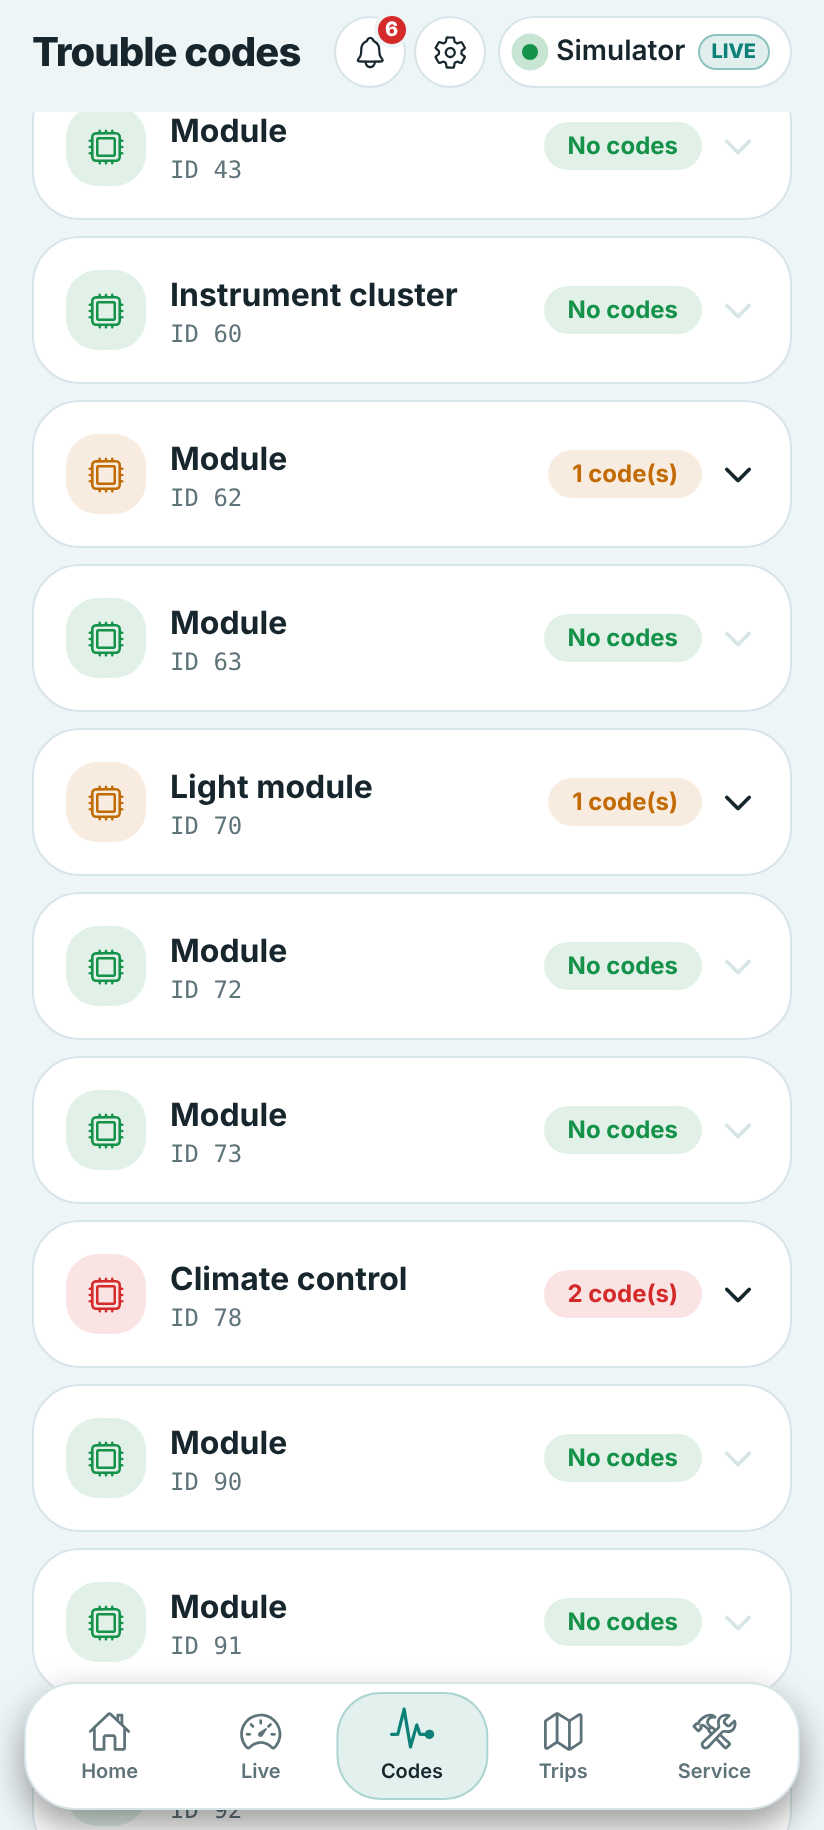 Trouble codes
6
Simulator
LIVE
Module
ID 43
No codes
Instrument cluster
ID 60
No codes
Module
ID 62
1 code(s)
Module
ID 63
No codes
Light module
ID 70
1 code(s)
Module
ID 72
No codes
Module
ID 73
No codes
Climate control
ID 78
2 code(s)
Module
ID 90
No codes
Module
ID 91
No codes
Home
Live
Codes
Trips
Service
ID 92